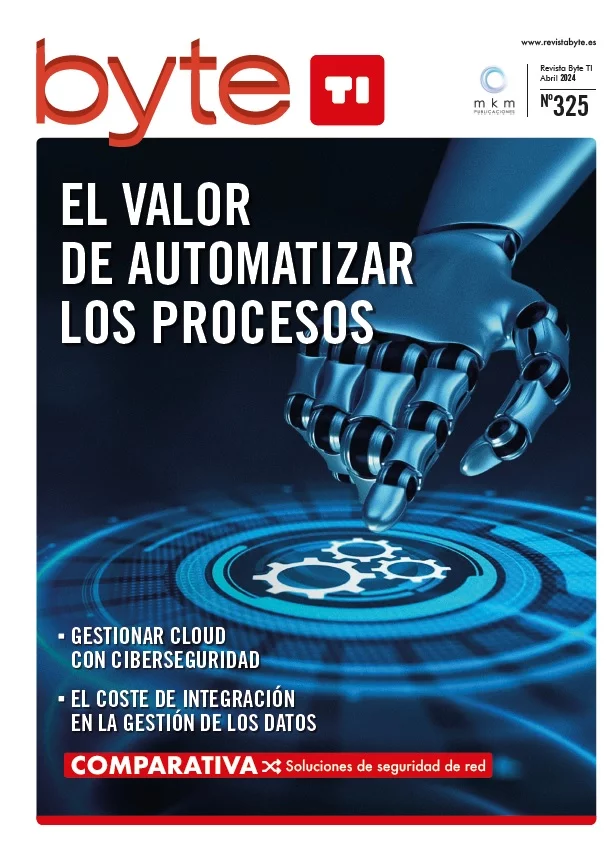 www.revistabyte.es
byte TI
mkm
PUBLICACIONES
Revista Byte TI
Abril 2024
Nº325
EL VALOR
DE AUTOMATIZAR
LOS PROCESOS
▪ GESTIONAR CLOUD
CON CIBERSEGURIDAD
▪ EL COSTE DE INTEGRACIÓN
EN LA GESTIÓN DE LOS DATOS
COMPARATIVA Soluciones de seguridad de red